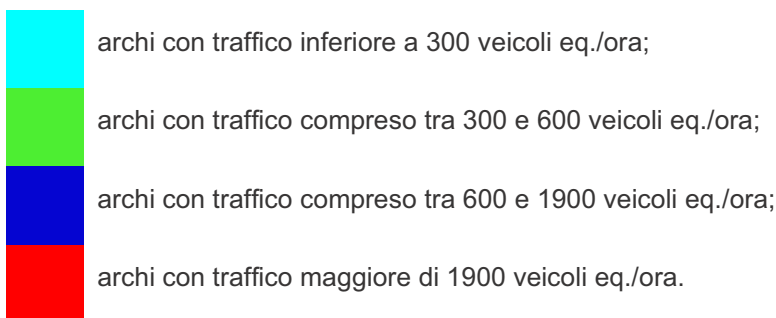 archi con traffico inferiore a 300 veicoli eq./ora;
archi con traffico compreso tra 300 e 600 veicoli eq./ora;
archi con traffico compreso tra 600 e 1900 veicoli eq./ora;
archi con traffico maggiore di 1900 veicoli eq./ora.